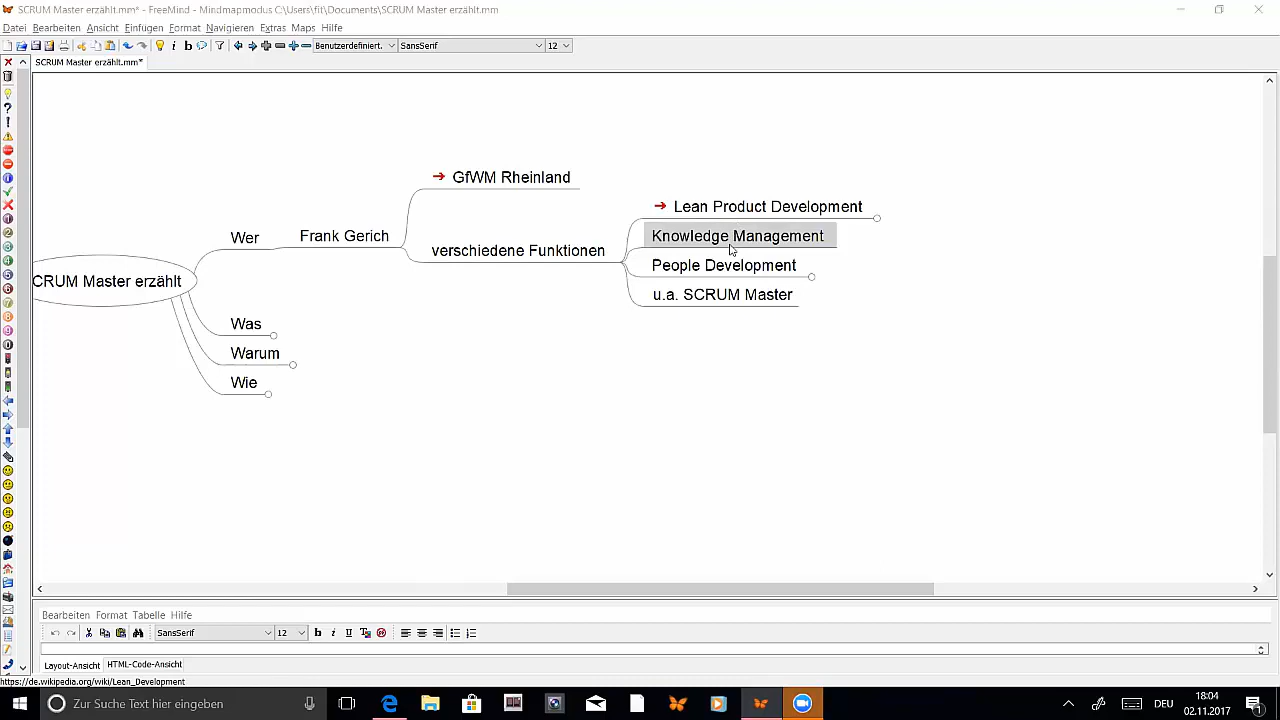 SCRUM Master erzählt.mm* - FreeMind - Mindmapmodus C:\Users\fit\Documents\SCRUM Master erzählt.mm
Datei Bearbeiten Ansicht Einfügen Format Navigieren Extras Maps Hilfe
Benutzerdefiniert. SansSerif 12
SCRUM Master erzählt.mm*
GfWM Rheinland
Lean Product Development
Wer Frank Gerich verschiedene Funktionen Knowledge Management
People Development
CRUM Master erzählt u.a. SCRUM Master
Was
Warum
Wie
Bearbeiten Format Tabelle Hilfe
SansSerif 12
Layout-Ansicht HTML-Code-Ansicht
https://de.wikipedia.org/wiki/Lean_Development
Zur Suche Text hier eingeben DEU 18:04
02.11.2017